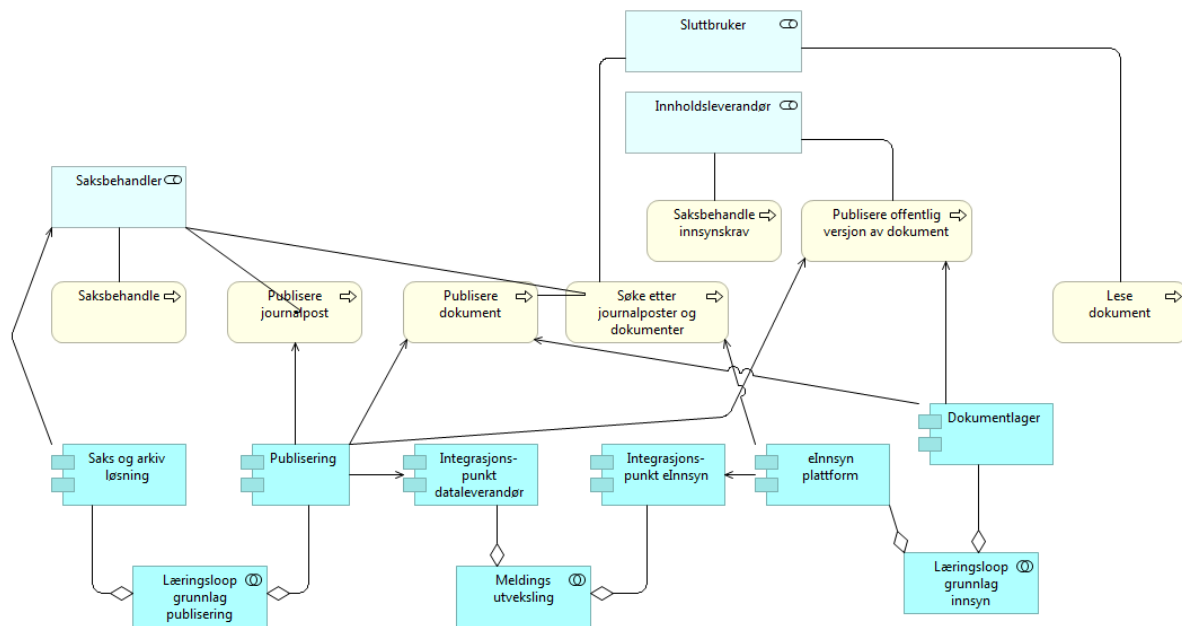 Sluttbruker
Innholdsleverandør
Saksbehandler
Saksbehandle
innsynskrav
Publisere offentlig
versjon av dokument
Saksbehandle
Publisere
journalpost
Publisere
dokument
Søke etter
journalposter og
dokumenter
Lese
dokument
Dokumentlager
Saks og arkiv
løsning
Publisering
Integrasjons-
punkt
dataleverandør
Integrasjons-
punkt eInnsyn
eInnsyn
plattform
Læringsloop
grunnlag
publisering
Meldings
utveksling
Læringsloop
grunnlag
innsyn